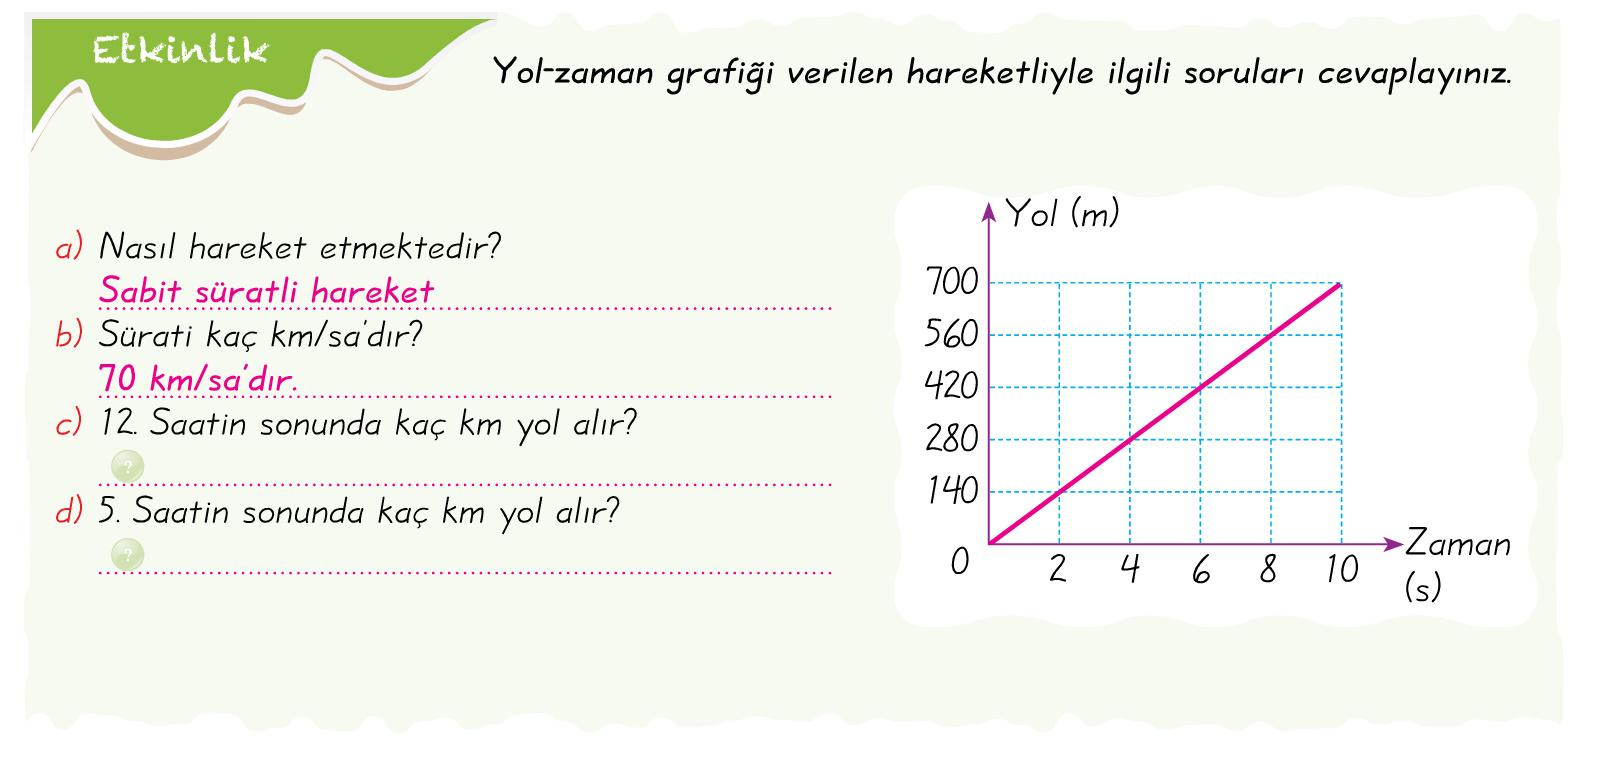 Etkinlik
Yol-zaman grafiği verilen hareketliyle ilgili soruları cevaplayınız.
a) Nasıl hareket etmektedir?
Sabit süratli hareket
b) Sürati kaç km/sa'dır?
70 km/sa'dır.
c) 12. Saatin sonunda kaç km yol alır?
?
d) 5. Saatin sonunda kaç km yol alır?
?
Yol (m)
700
560
420
280
140
0
2 4 6 8 10
Zaman
(s)